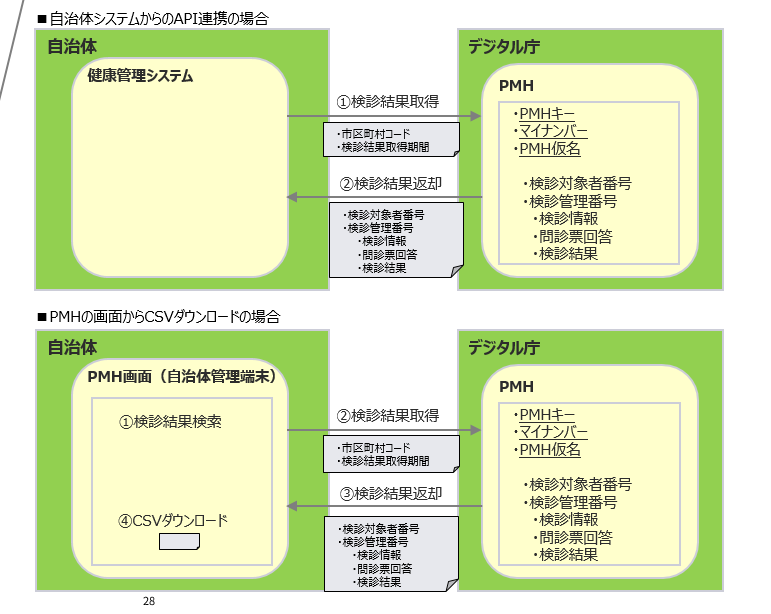 ■自治体システムからのAPI連携の場合
自治体
健康管理システム
①検診結果取得
・市区町村コード
・検診結果取得期間
②検診結果返却
・検診対象者番号
・検診管理番号
・検診情報
・問診票回答
・検診結果
デジタル庁
PMH
・PMHキー
・マイナンバー
・PMH仮名
・検診対象者番号
・検診管理番号
・検診情報
・問診票回答
・検診結果
■PMHの画面からCSVダウンロードの場合
自治体
PMH画面（自治体管理端末）
①検診結果検索
④CSVダウンロード
②検診結果取得
・市区町村コード
・検診結果取得期間
③検診結果返却
・検診対象者番号
・検診管理番号
・検診情報
・問診票回答
・検診結果
デジタル庁
PMH
・PMHキー
・マイナンバー
・PMH仮名
・検診対象者番号
・検診管理番号
・検診情報
・問診票回答
・検診結果
28